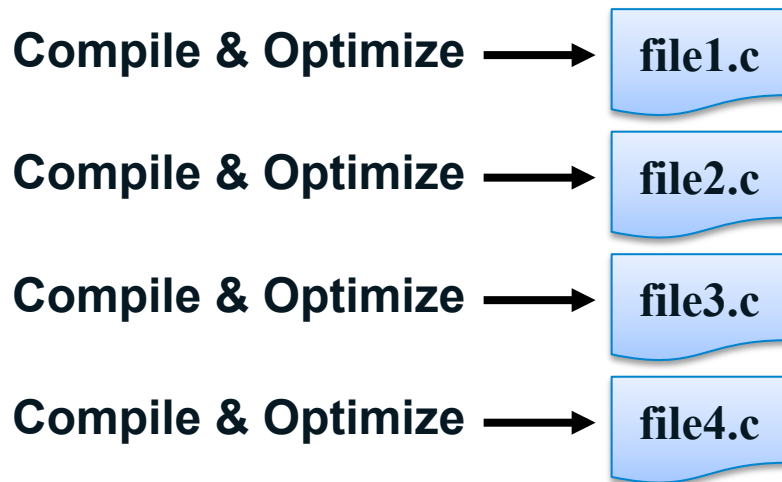 Compile & Optimize file1.c
Compile & Optimize file2.c
Compile & Optimize file3.c
Compile & Optimize file4.c